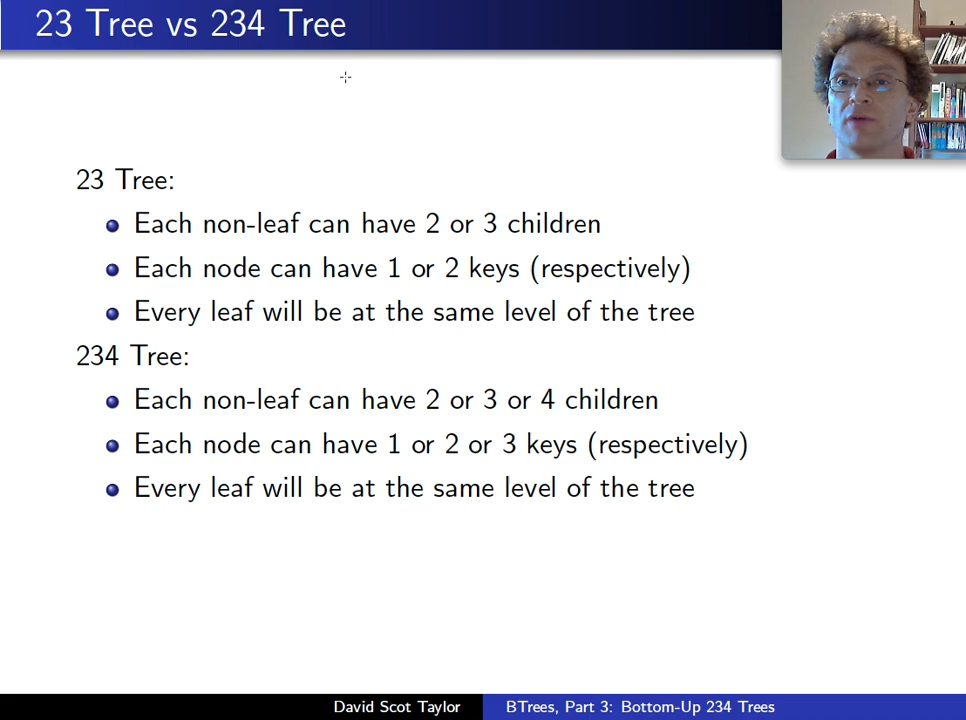 23 Tree vs 234 Tree
23 Tree:
Each non-leaf can have 2 or 3 children
Each node can have 1 or 2 keys (respectively)
Every leaf will be at the same level of the tree
234 Tree:
Each non-leaf can have 2 or 3 or 4 children
Each node can have 1 or 2 or 3 keys (respectively)
Every leaf will be at the same level of the tree
David Scot Taylor
BTrees, Part 3: Bottom-Up 234 Trees